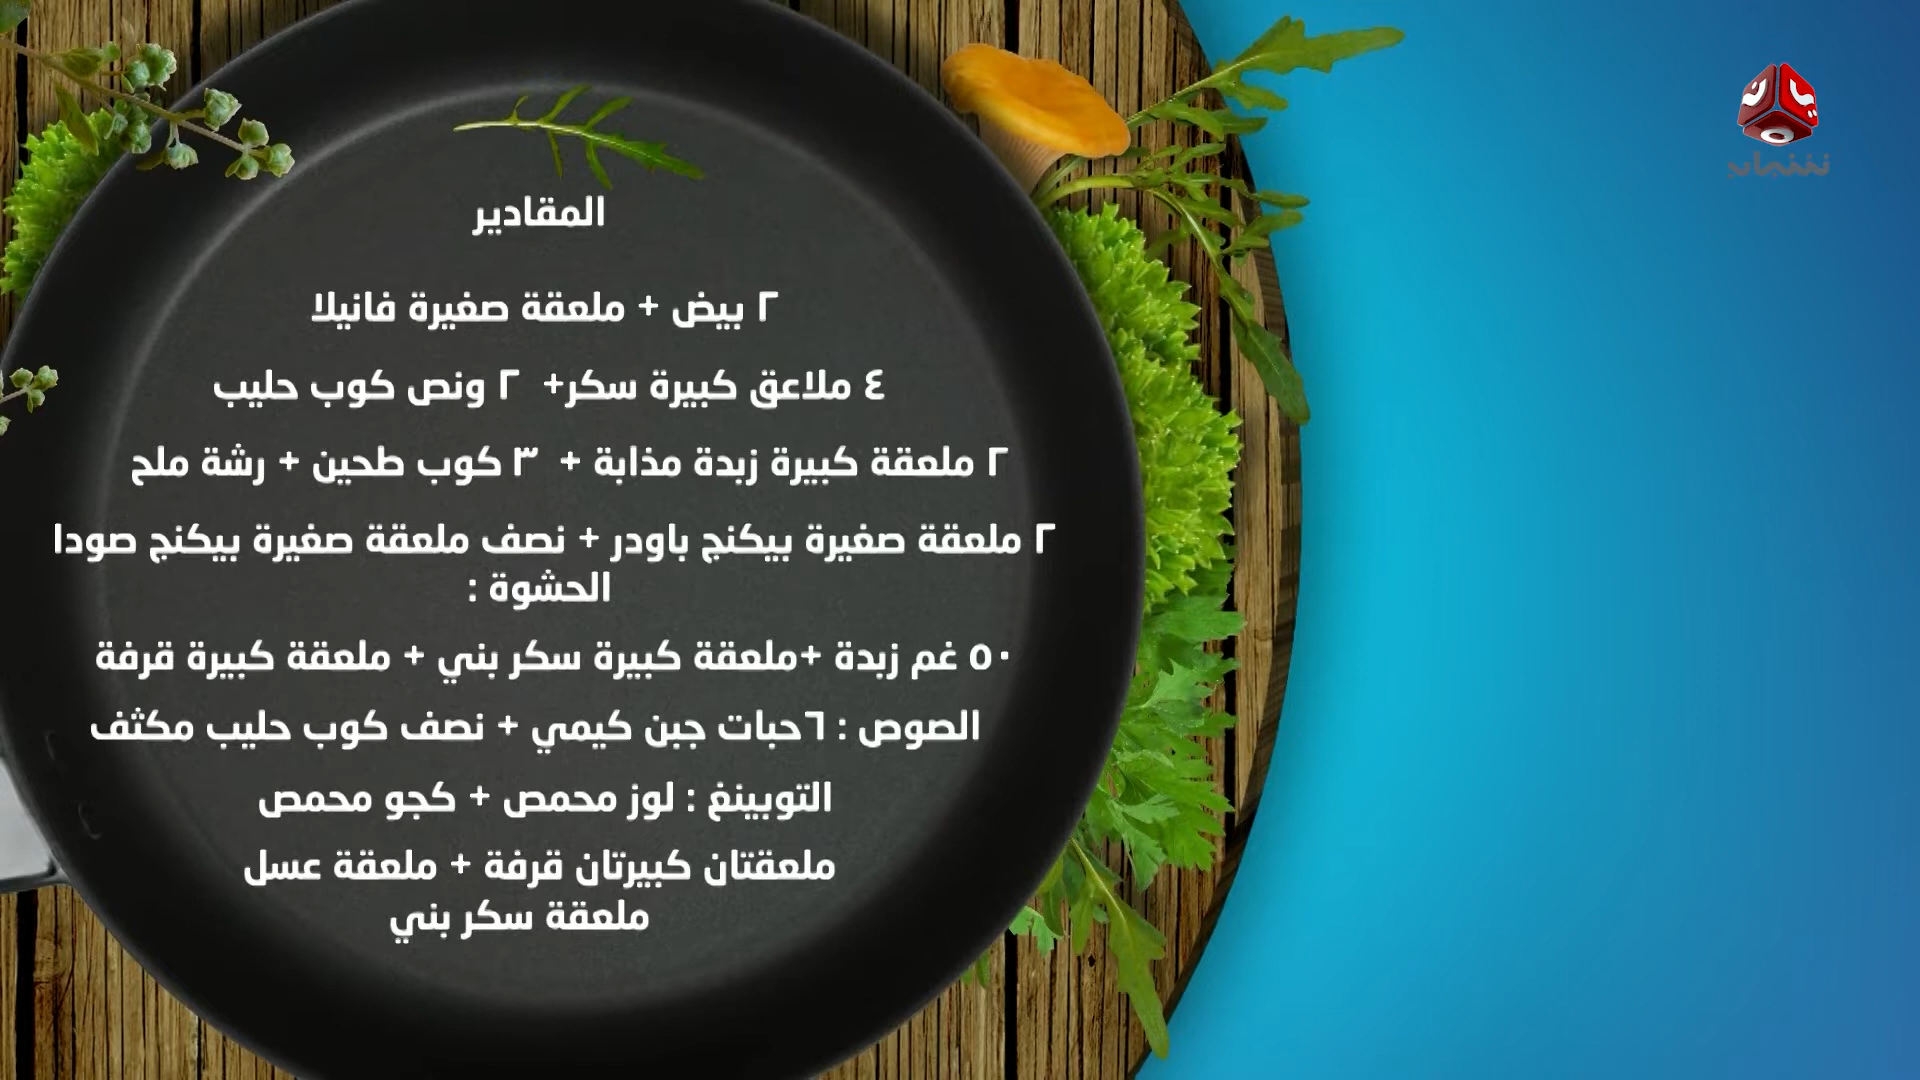 المقادير
٢ بيض + ملعقة صغيرة فانيلا
٤ ملاعق كبيرة سكر+ ٢ ونص كوب حليب
٢ ملعقة كبيرة زبدة مذابة + ٣ كوب طحين + رشة ملح
٢ ملعقة صغيرة بيكنج باودر + نصف ملعقة صغيرة بيكنج صودا
الحشوة :
٥٠ غم زبدة +ملعقة كبيرة سكر بني + ملعقة كبيرة قرفة
الصوص : ٦حبات جبن كيمي + نصف كوب حليب مكثف
التوبينغ : لوز محمص + كجو محمص
ملعقتان كبيرتان قرفة + ملعقة عسل
ملعقة سكر بني